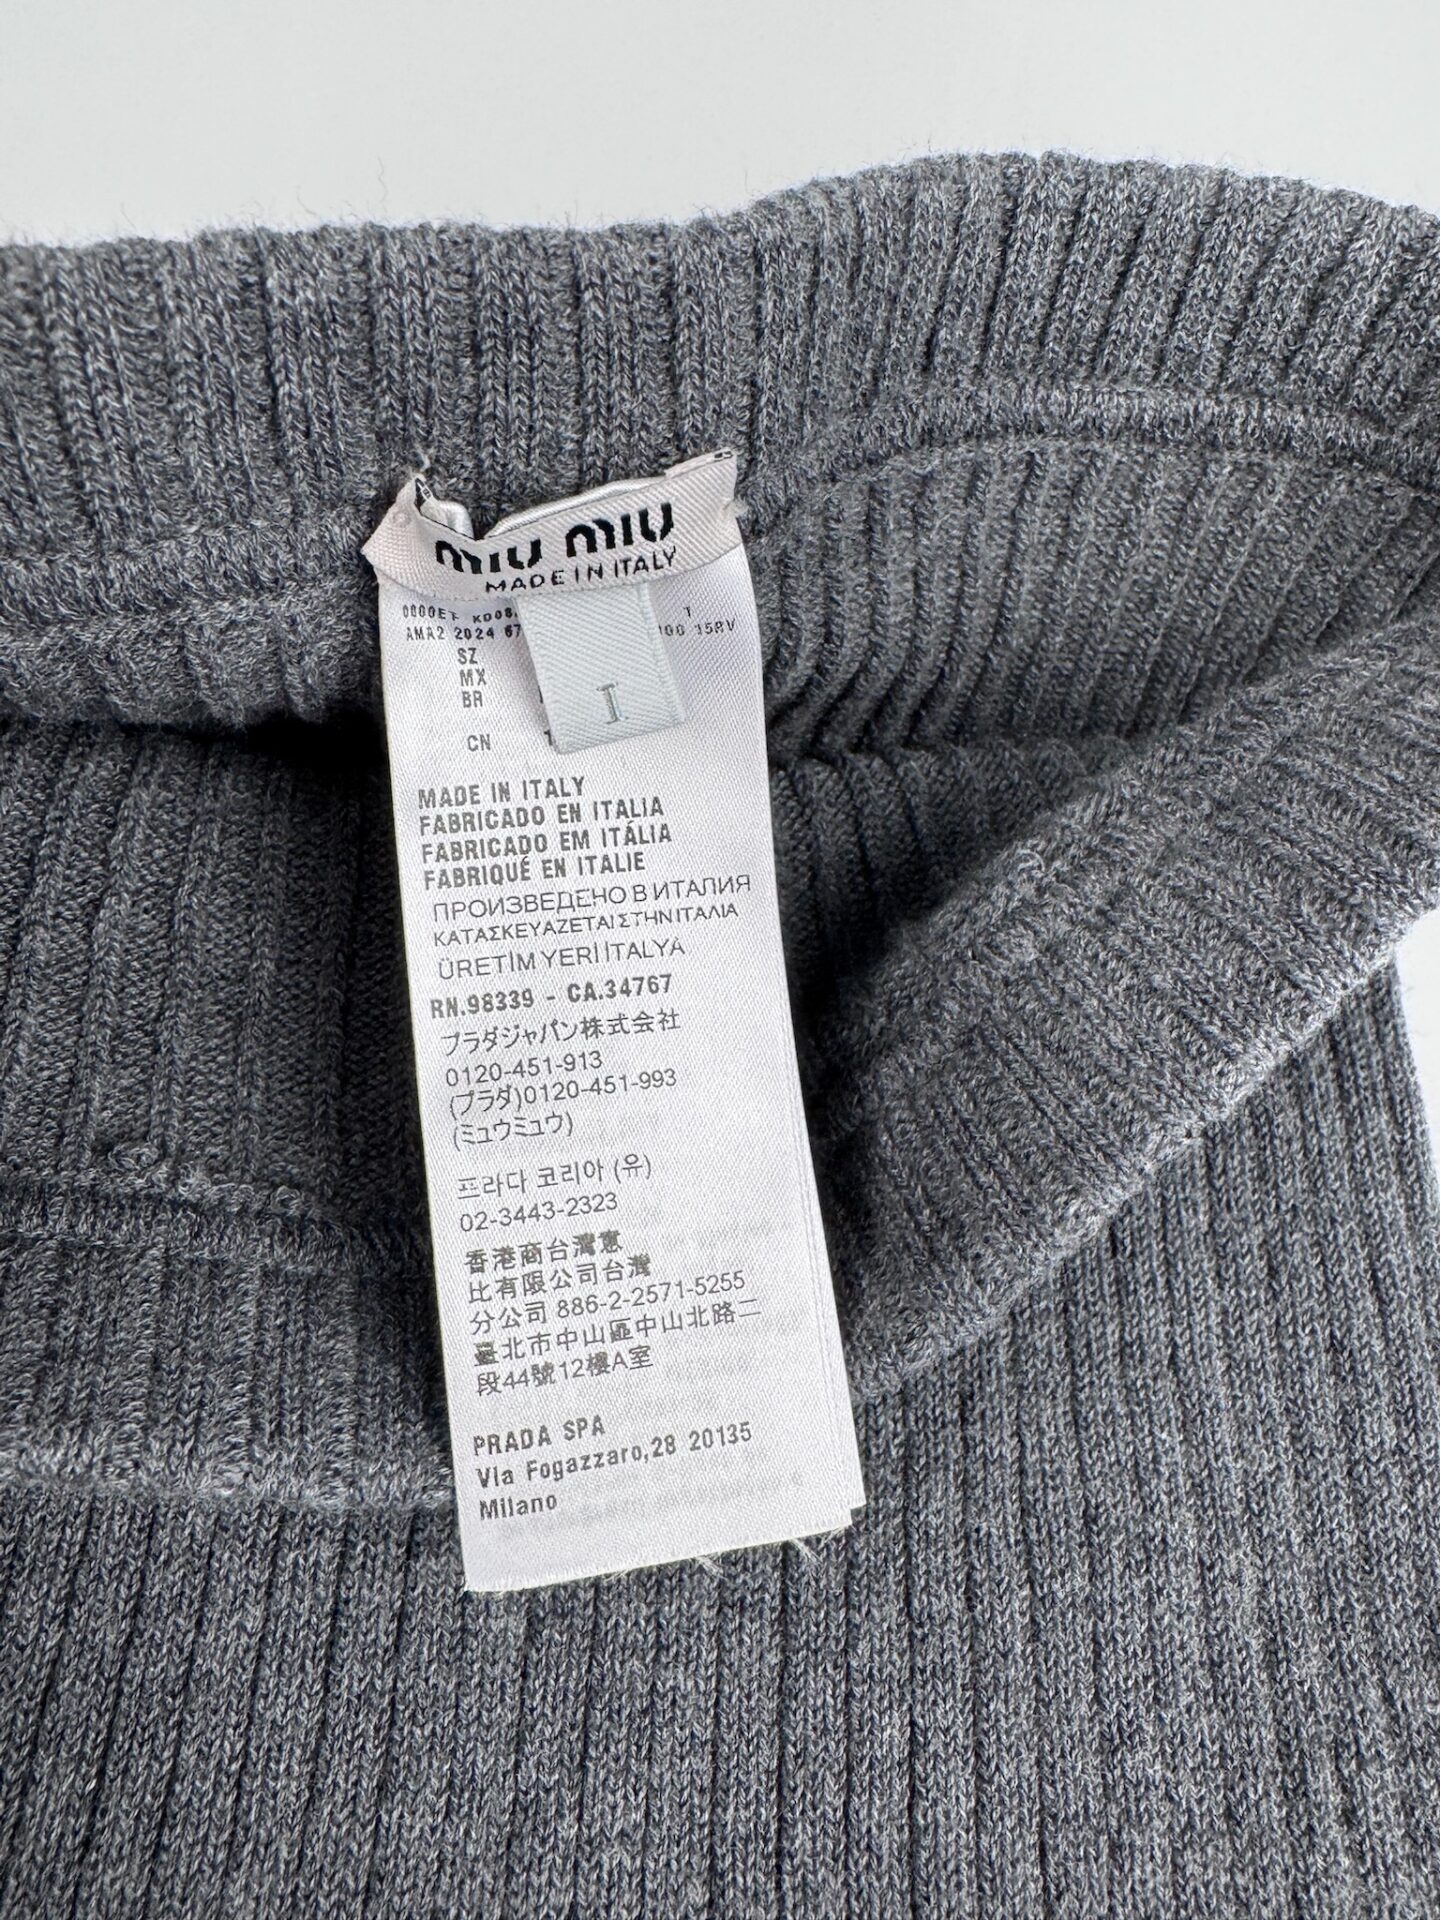 miu miu
MADE IN ITALY
1
AMA2 2024 67
15RV
SZ
MX
BR
I
CN
MADE IN ITALY
FABRICADO EN ITALIA
FABRICADO EM ITÁLIA
FABRIQUÉ EN ITALIE
ПРОИЗВЕДЕНО В ИТАЛИЯ
ΚΑΤΑΣΚΕΥΑΖΕΤΑΙ ΣΤΗΝ ΙΤΑΛΙΑ
ÜRETİM YERİ İTALYA
RN.98339 - CA.34767
プラダジャパン株式会社
0120-451-913
(プラダ)0120-451-993
(ミュウミュウ)
프라다 코리아 (유)
02-3443-2323
香港商台灣惠
比有限公司台灣
分公司 886-2-2571-5255
臺北市中山區中山北路二
段44號12樓A室
PRADA SPA
Via Fogazzaro,28 20135
Milano